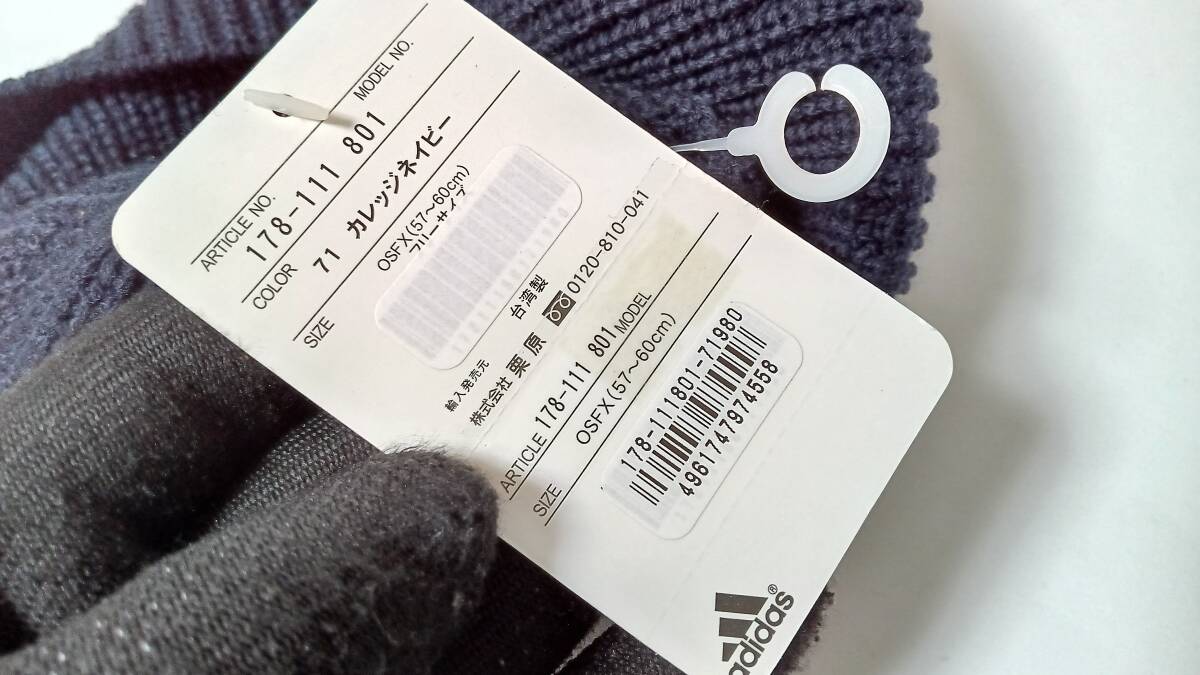 ARTICLE NO. MODEL NO.
178-111 801
COLOR 71 カレッジネイビー
SIZE OSFX(57～60cm)
フリーサイズ
台湾製
輸入発売元
株式会社 栗原 0120-810-041
ARTICLE 178-111 801 MODEL
SIZE OSFX(57～60cm)
178-111801-71980
4961747974558
adidas®